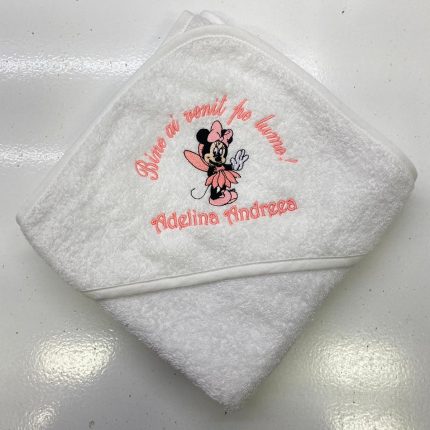 Bine ai venit pe lume!
Adelina Andreea